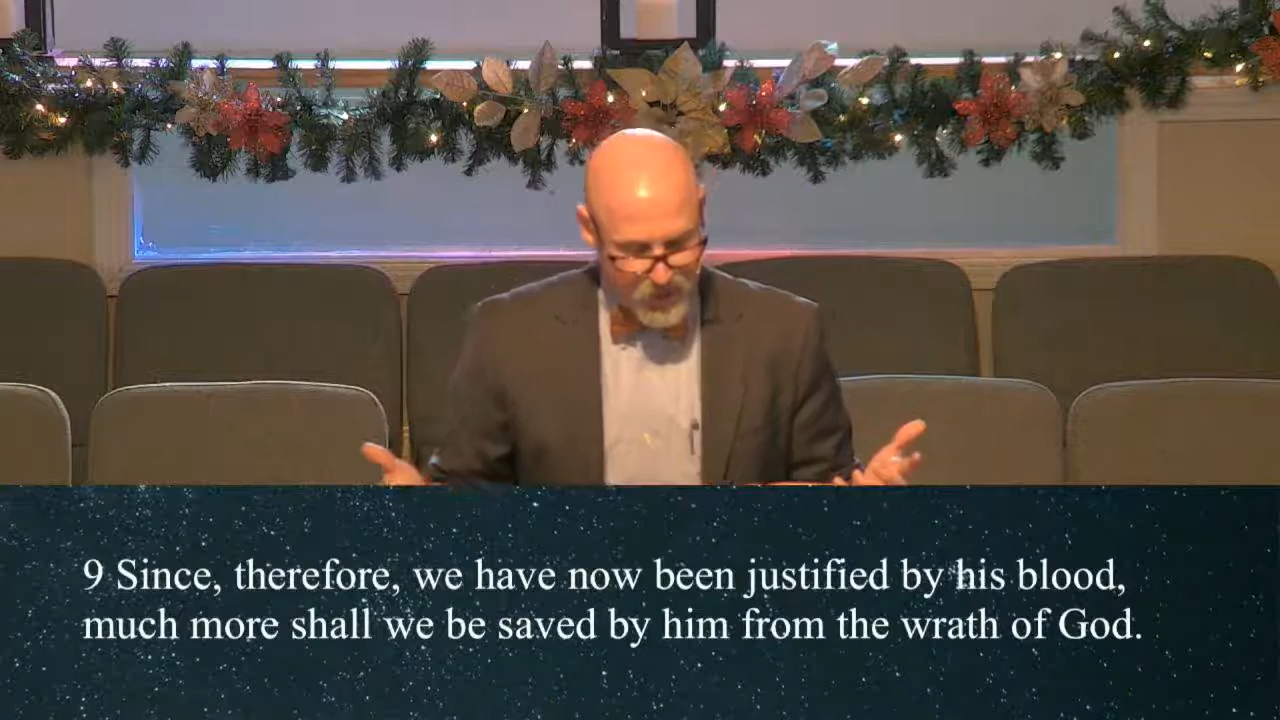 9 Since, therefore, we have now been justified by his blood,
much more shall we be saved by him from the wrath of God.